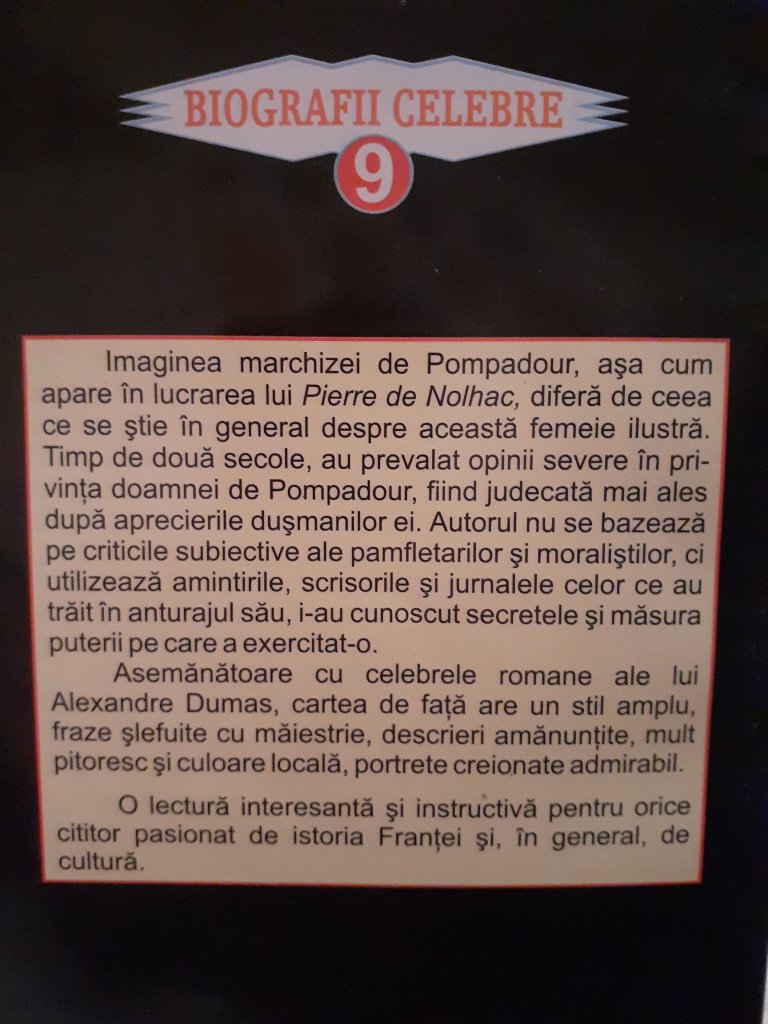 BIOGRAFII CELEBRE
9
Imaginea marchizei de Pompadour, aşa cum
apare în lucrarea lui Pierre de Nolhac, diferă de ceea
ce se ştie în general despre această femeie ilustră.
Timp de două secole, au prevalat opinii severe în pri-
vinţa doamnei de Pompadour, fiind judecată mai ales
după aprecierile duşmanilor ei. Autorul nu se bazează
pe criticile subiective ale pamfletarilor şi moraliştilor, ci
utilizează amintirile, scrisorile şi jurnalele celor ce au
trăit în anturajul său, i-au cunoscut secretele şi măsura
puterii pe care a exercitat-o.
Asemănătoare cu celebrele romane ale lui
Alexandre Dumas, cartea de faţă are un stil amplu,
fraze şlefuite cu măiestrie, descrieri amănunţite, mult
pitoresc şi culoare locală, portrete creionate admirabil.
O lectură interesantă şi instructivă pentru orice
cititor pasionat de istoria Franţei şi, în general, de
cultură.